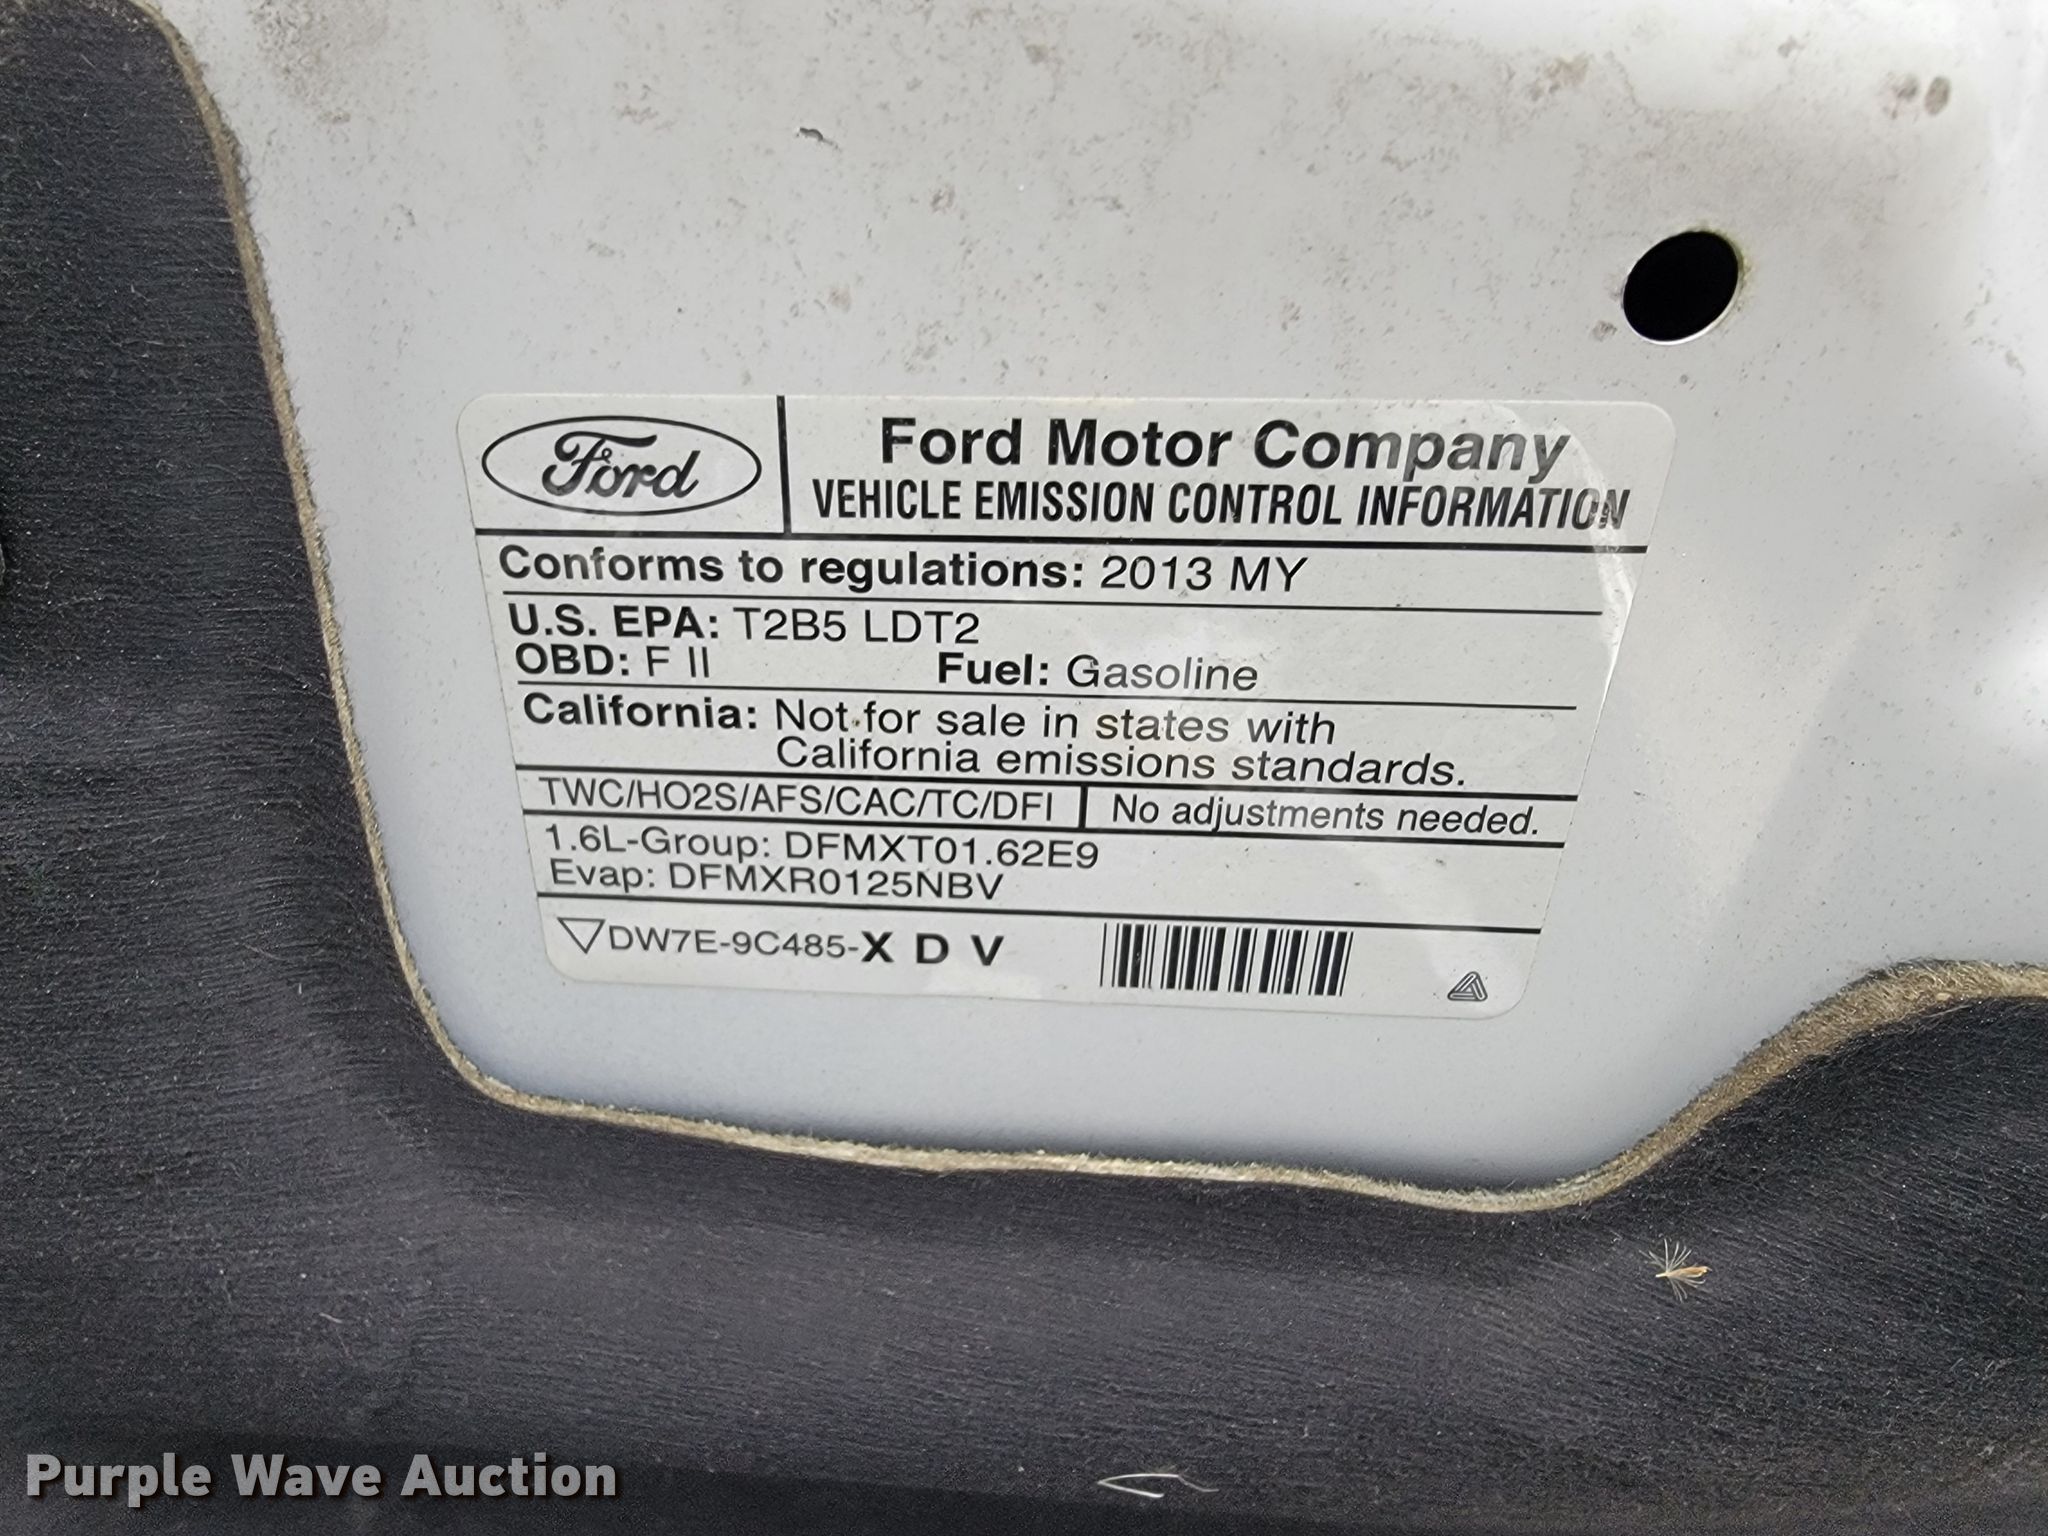 Ford
Ford Motor Company
VEHICLE EMISSION CONTROL INFORMATION
Conforms to regulations: 2013 MY
U.S. EPA: T2B5 LDT2
OBD: F II Fuel: Gasoline
California: Not for sale in states with
California emissions standards.
TWC/HO2S/AFS/CAC/TC/DFI No adjustments needed.
1.6L-Group: DFMXT01.62E9
Evap: DFMXR0125NBV
DW7E-9C485-X D V
Purple Wave Auction